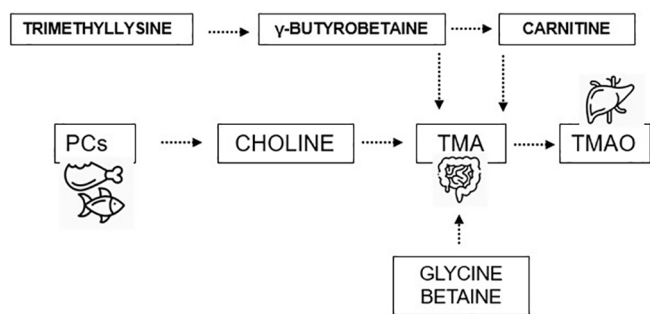 TRIMETHYLLYSINE
γ-BUTYROBETAINE
CARNITINE
PCs
CHOLINE
TMA
TMAO
GLYCINE
BETAINE